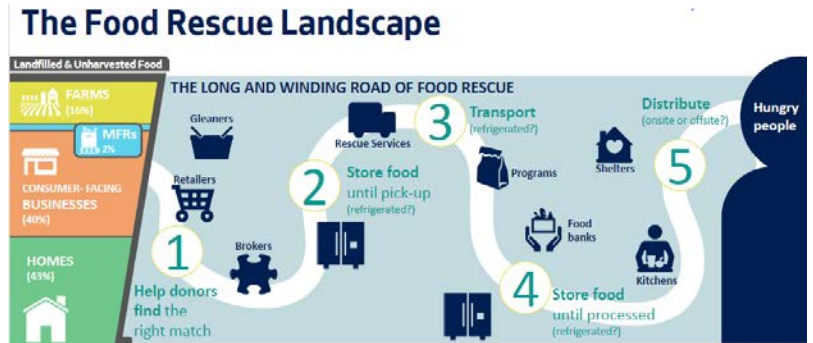 The Food Rescue Landscape
Landfilled & Unharvested Food
THE LONG AND WINDING ROAD OF FOOD RESCUE
FARMS
(16%)
MFRs
2%
CONSUMER- FACING
BUSINESSES
(40%)
HOMES
(43%)
Gleaners
Retailers
Brokers
1
Help donors
find the
right match
2
Store food
until pick-up
(refrigerated?)
Rescue Services
3
Transport
(refrigerated?)
Programs
Food
banks
4
Store food
until processed
(refrigerated?)
Kitchens
Shelters
5
Distribute
(onsite or offsite?)
Hungry
people